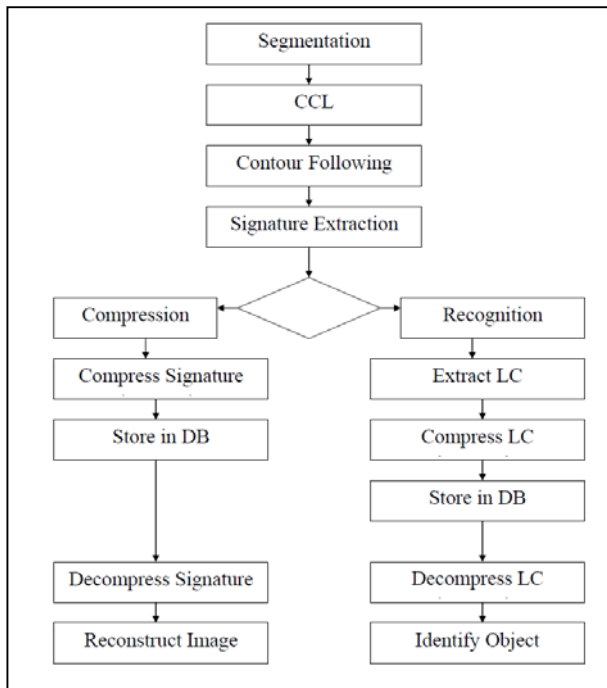 Segmentation
CCL
Contour Following
Signature Extraction
Compression
Compress Signature
Store in DB
Decompress Signature
Reconstruct Image
Recognition
Extract LC
Compress LC
Store in DB
Decompress LC
Identify Object